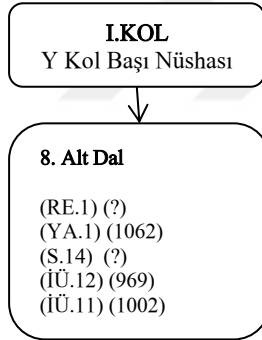 I.KOL
Y Kol Başı Nüshası
8. Alt Dal
(RE.1) (?)
(YA.1) (1062)
(S.14) (?)
(İÜ.12) (969)
(İÜ.11) (1002)